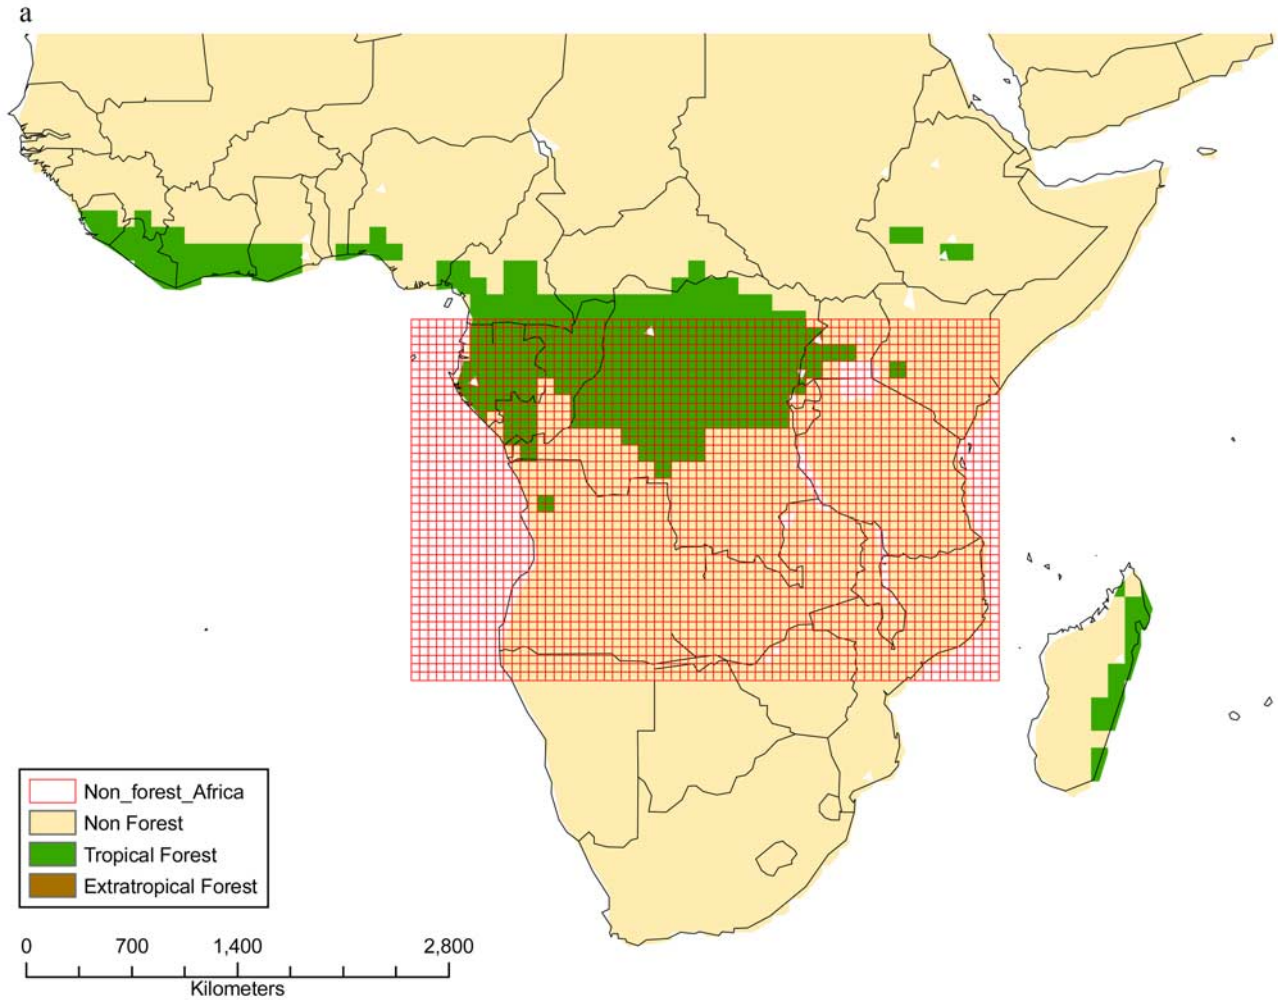 a
Non_forest_Africa
Non Forest
Tropical Forest
Extratropical Forest
0 700 1,400 2,800
Kilometers